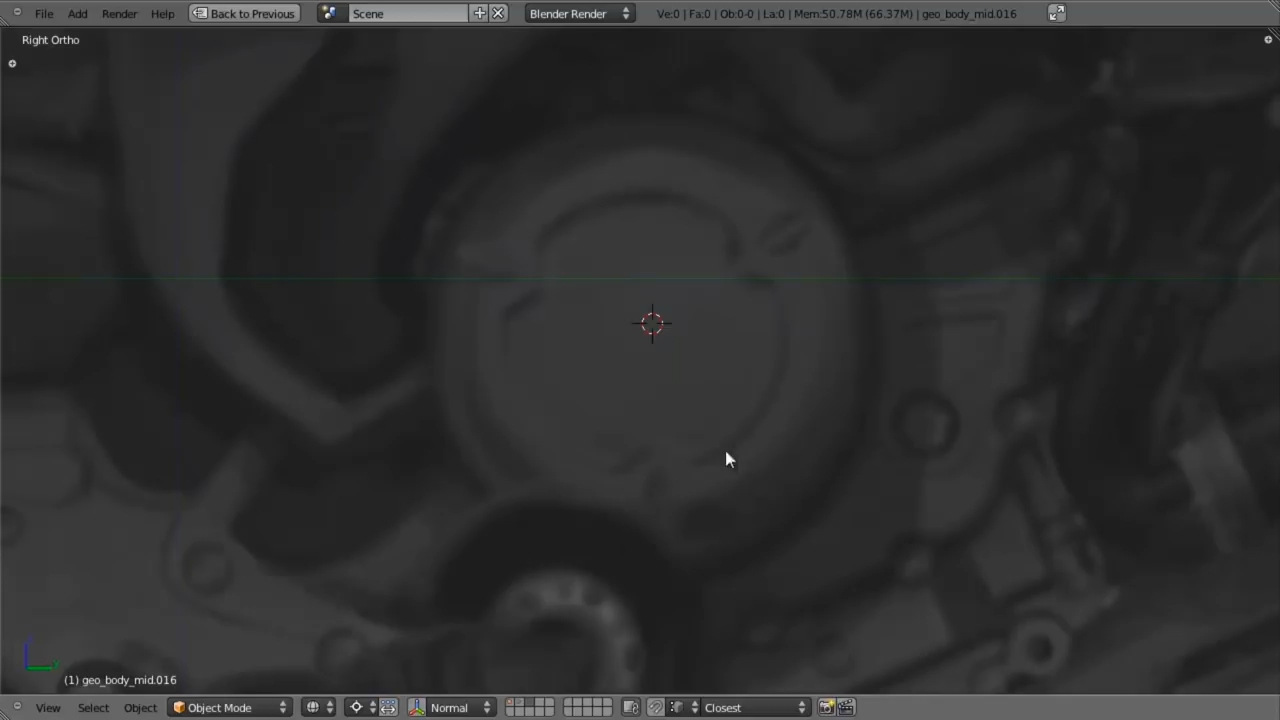 File Add Render Help Back to Previous Scene Blender Render Ve:0 | Fa:0 | Ob:0-0 | La:0 | Mem:50.78M (66.37M) | geo_body_mid.016
Right Ortho
(1) geo_body_mid.016
View Select Object Object Mode Normal Closest